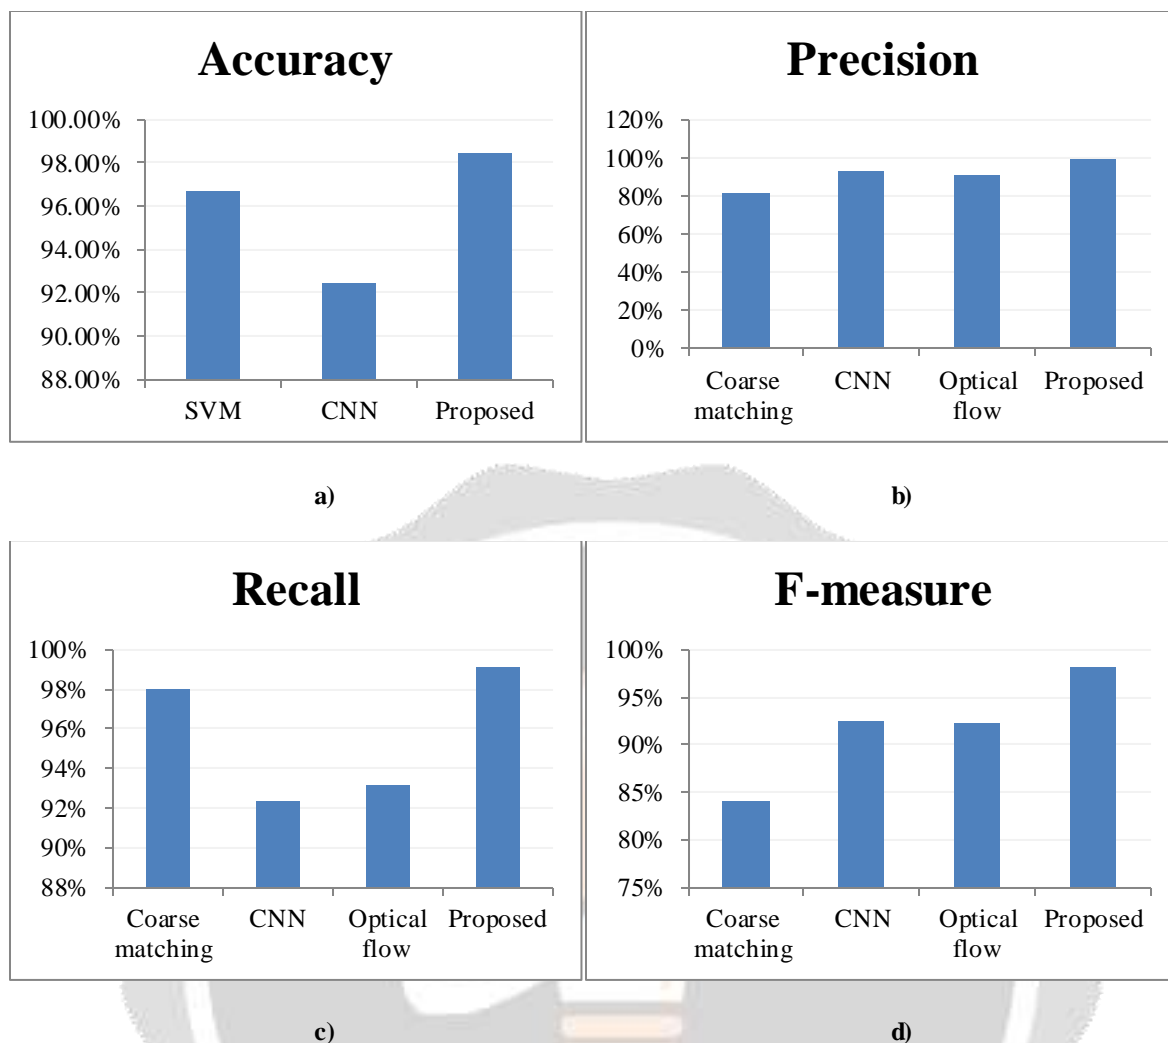 Accuracy
100.00%
98.00%
96.00%
94.00%
92.00%
90.00%
88.00%
SVM
CNN
Proposed
a)
Precision
120%
100%
80%
60%
40%
20%
0%
Coarse
matching
CNN
Optical
flow
Proposed
b)
Recall
100%
98%
96%
94%
92%
90%
88%
Coarse
matching
CNN
Optical
flow
Proposed
c)
F-measure
100%
95%
90%
85%
80%
75%
Coarse
matching
CNN
Optical
flow
Proposed
d)